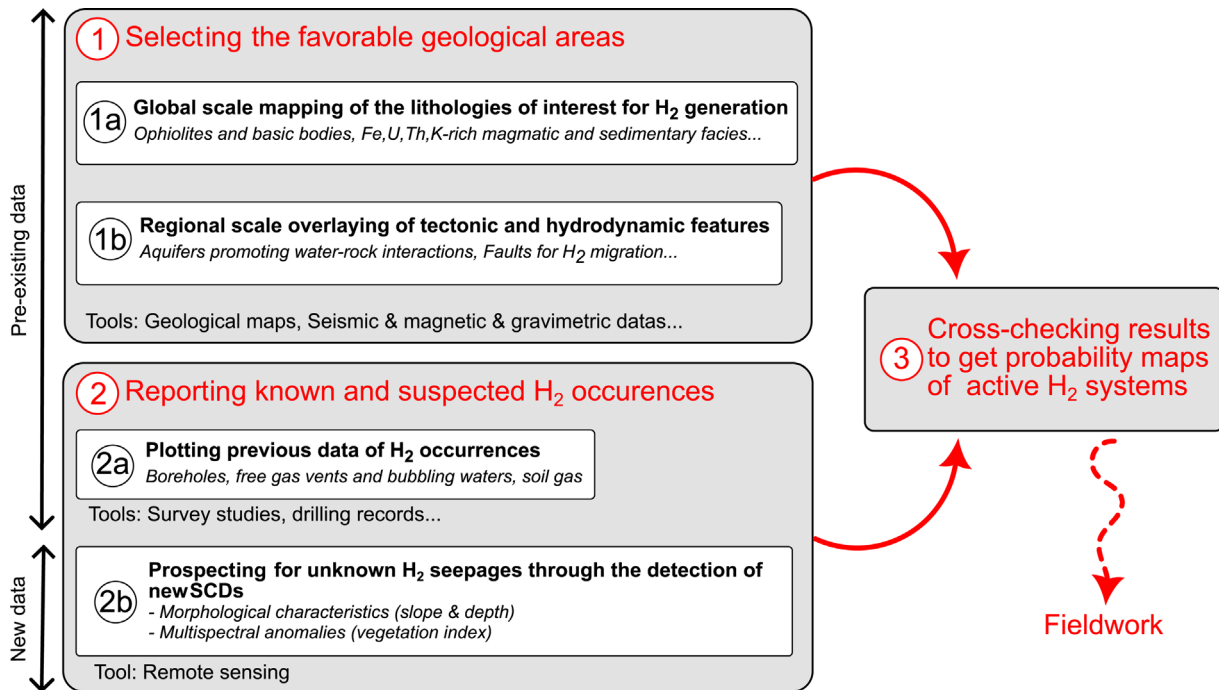 Pre-existing data
New data
1 Selecting the favorable geological areas
1a
Global scale mapping of the lithologies of interest for H₂ generation
Ophiolites and basic bodies, Fe,U,Th,K-rich magmatic and sedimentary facies...
1b
Regional scale overlaying of tectonic and hydrodynamic features
Aquifers promoting water-rock interactions, Faults for H₂ migration...
Tools: Geological maps, Seismic & magnetic & gravimetric datas...
2 Reporting known and suspected H₂ occurences
2a
Plotting previous data of H₂ occurrences
Boreholes, free gas vents and bubbling waters, soil gas
Tools: Survey studies, drilling records...
2b
Prospecting for unknown H₂ seepages through the detection of
newSCDs
- Morphological characteristics (slope & depth)
- Multispectral anomalies (vegetation index)
Tool: Remote sensing
3
Cross-checking results
to get probability maps
of active H₂ systems
Fieldwork